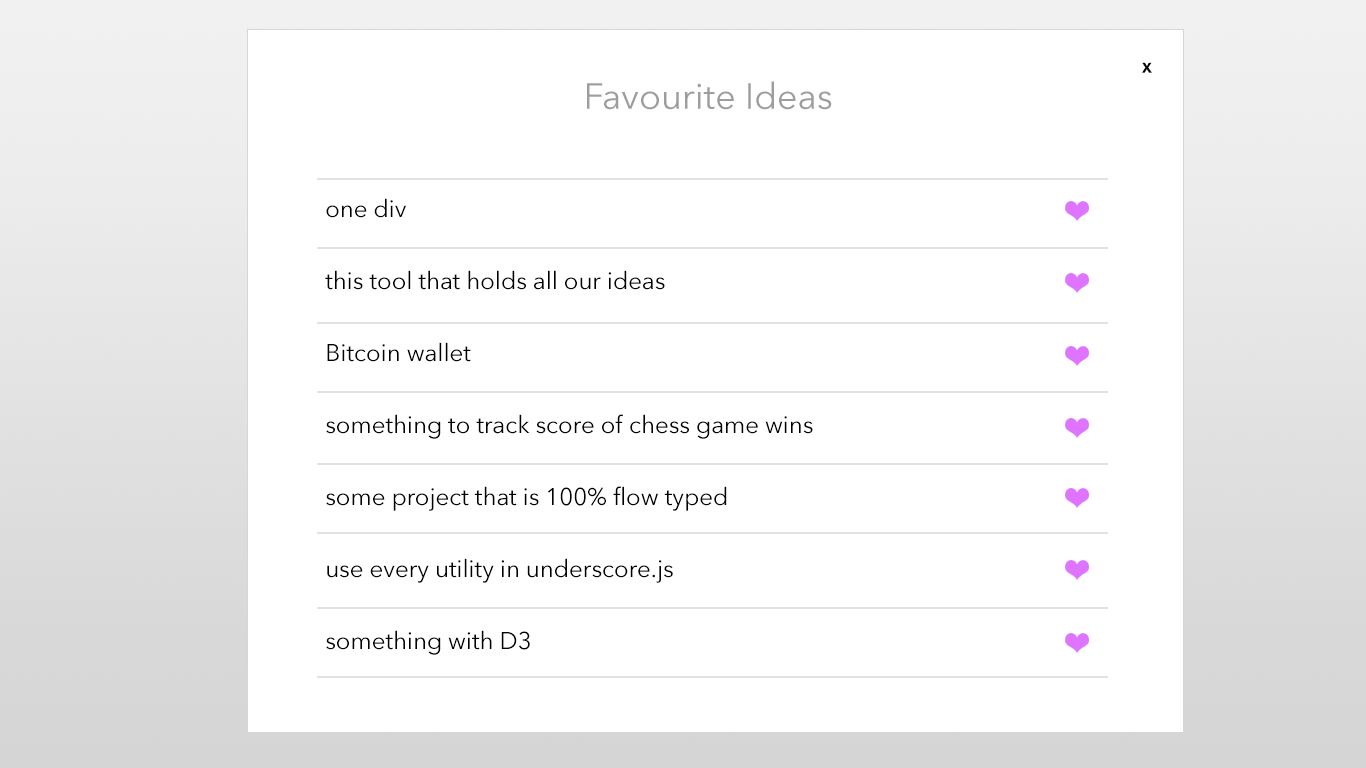 x
Favourite Ideas
one div
this tool that holds all our ideas
Bitcoin wallet
something to track score of chess game wins
some project that is 100% flow typed
use every utility in underscore.js
something with D3